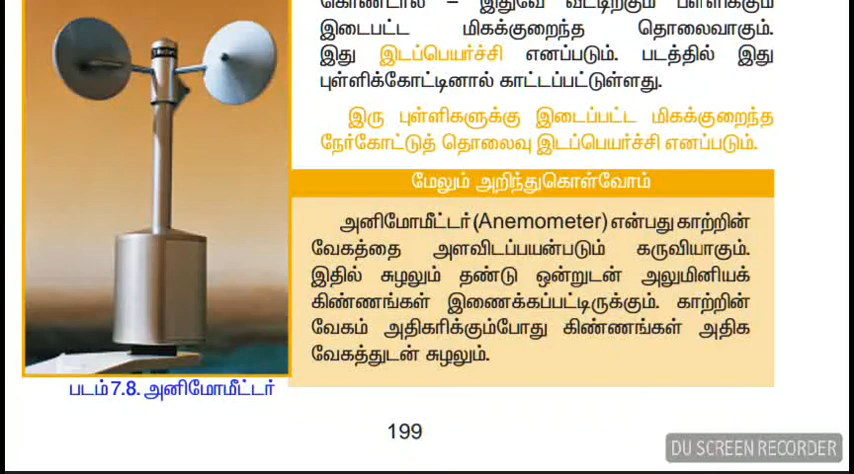 இடைபட்ட மிகக்குறைந்த தொலைவாகும்.
இது இடப்பெயர்ச்சி எனப்படும். படத்தில் இது
புள்ளிக்கோட்டினால் காட்டப்பட்டுள்ளது.
இரு புள்ளிகளுக்கு இடைப்பட்ட மிகக்குறைந்த
நேர்கோட்டுத் தொலைவு இடப்பெயர்ச்சி எனப்படும்.
மேலும் அறிந்துகொள்வோம்
அனிமோமீட்டர் (Anemometer) என்பது காற்றின்
வேகத்தை அளவிடப்பயன்படும் கருவியாகும்.
இதில் சுழலும் தண்டு ஒன்றுடன் அலுமினியக்
கிண்ணங்கள் இணைக்கப்பட்டிருக்கும். காற்றின்
வேகம் அதிகரிக்கும்போது கிண்ணங்கள் அதிக
வேகத்துடன் சுழலும்.
படம் 7.8. அனிமோமீட்டர்
199
DU SCREEN RECORDER